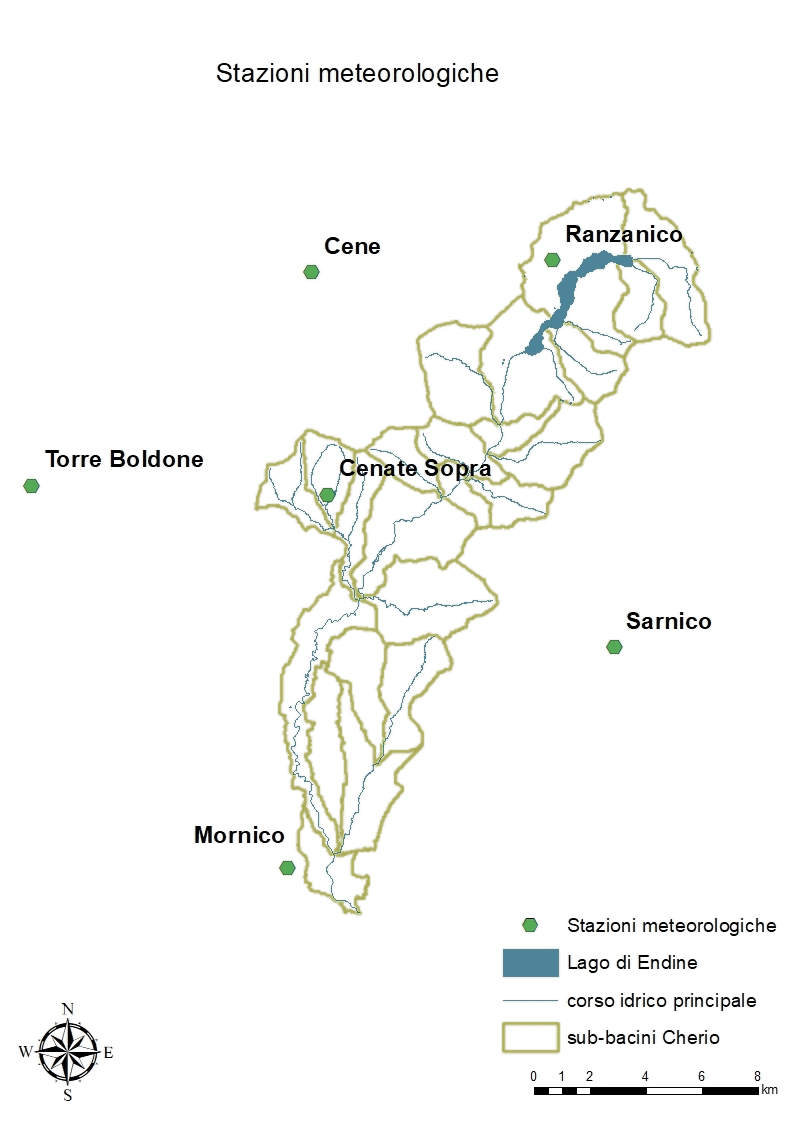 Stazioni meteorologiche
Ranzanico
Cene
Torre Boldone
Cenate Sopra
Sarnico
Mornico
Stazioni meteorologiche
Lago di Endine
corso idrico principale
sub-bacini Cherio
N
W E
S
0 1 2 4 6 8
km